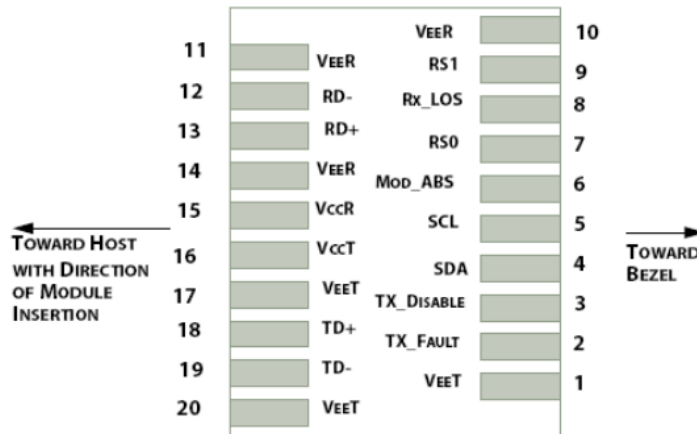 11 VEER
12 RD-
13 RD+
14 VEER
15 VCCR
16 VCCT
17 VEET
18 TD+
19 TD-
20 VEET
TOWARD HOST
WITH DIRECTION
OF MODULE
INSERTION
VEER 10
RS1 9
RX_LOS 8
RS0 7
MOD_ABS 6
SCL 5
SDA 4
TX_DISABLE 3
TX_FAULT 2
VEET 1
TOWARD
BEZEL